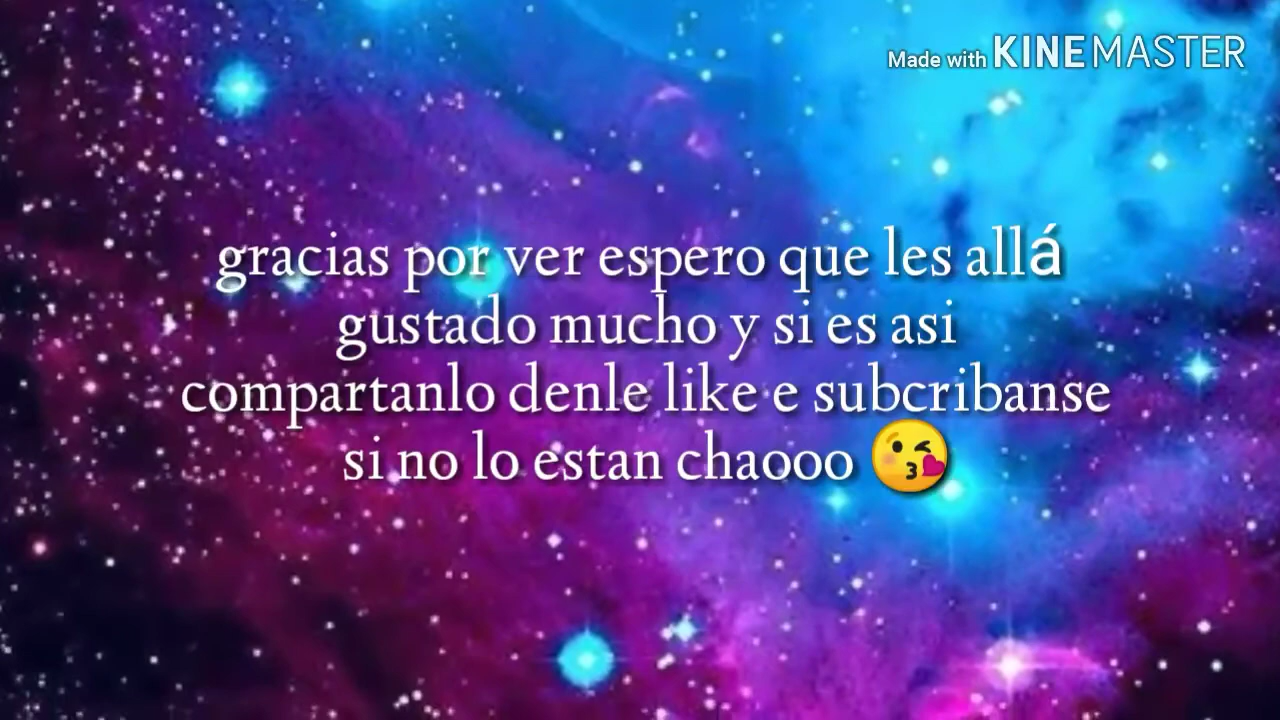 Made with KINEMASTER
gracias por ver espero que les allá
gustado mucho y si es asi
compartanlo denle like e subcribanse
si no lo estan chaooo 😘